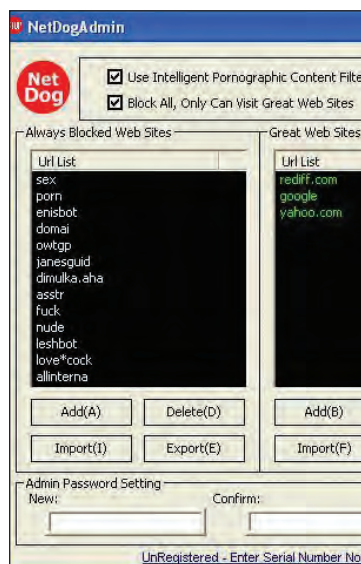 NetDogAdmin
Net
Dog
Use Intelligent Pornographic Content Filte
Block All, Only Can Visit Great Web Sites
Always Blocked Web Sites
Url List
sex
porn
enisbot
domai
owtgp
janesguid
dimulka.aha
asstr
fuck
nude
leshbot
love*cock
allinterna
Add(A) Delete(D)
Import(I) Export(E)
Great Web Sites
Url List
rediff.com
google
yahoo.com
Add(B)
Import(F)
Admin Password Setting
New: Confirm:
UnRegistered - Enter Serial Number No